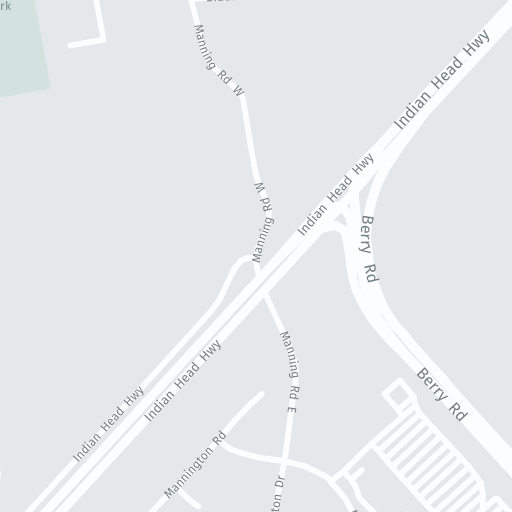 Manning Rd W
Indian Head Hwy
Indian Head Hwy
Manning Rd W
Berry Rd
Manning Rd E
Indian Head Hwy
Indian Head Hwy
Berry Rd
Mannington Rd